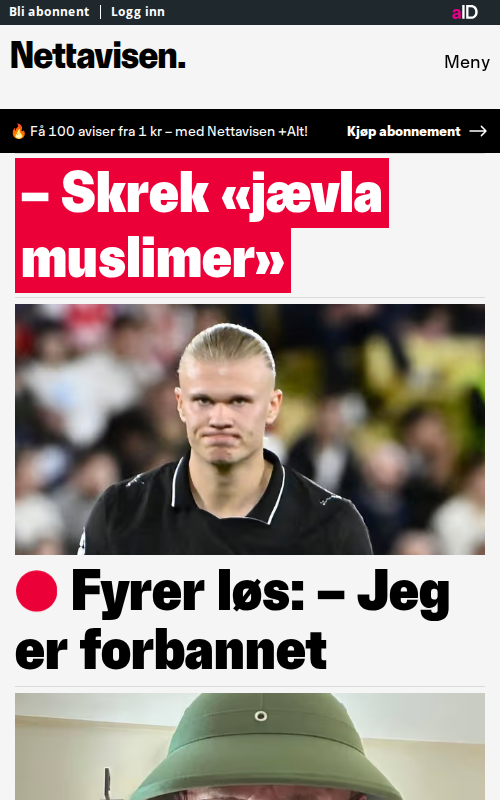 Bli abonnent | Logg inn
aID
Nettavisen.
Meny
🔥 Få 100 aviser fra 1 kr – med Nettavisen +Alt!
Kjøp abonnement →
– Skrek «jævla
muslimer»
Fyrer løs: – Jeg
er forbannet